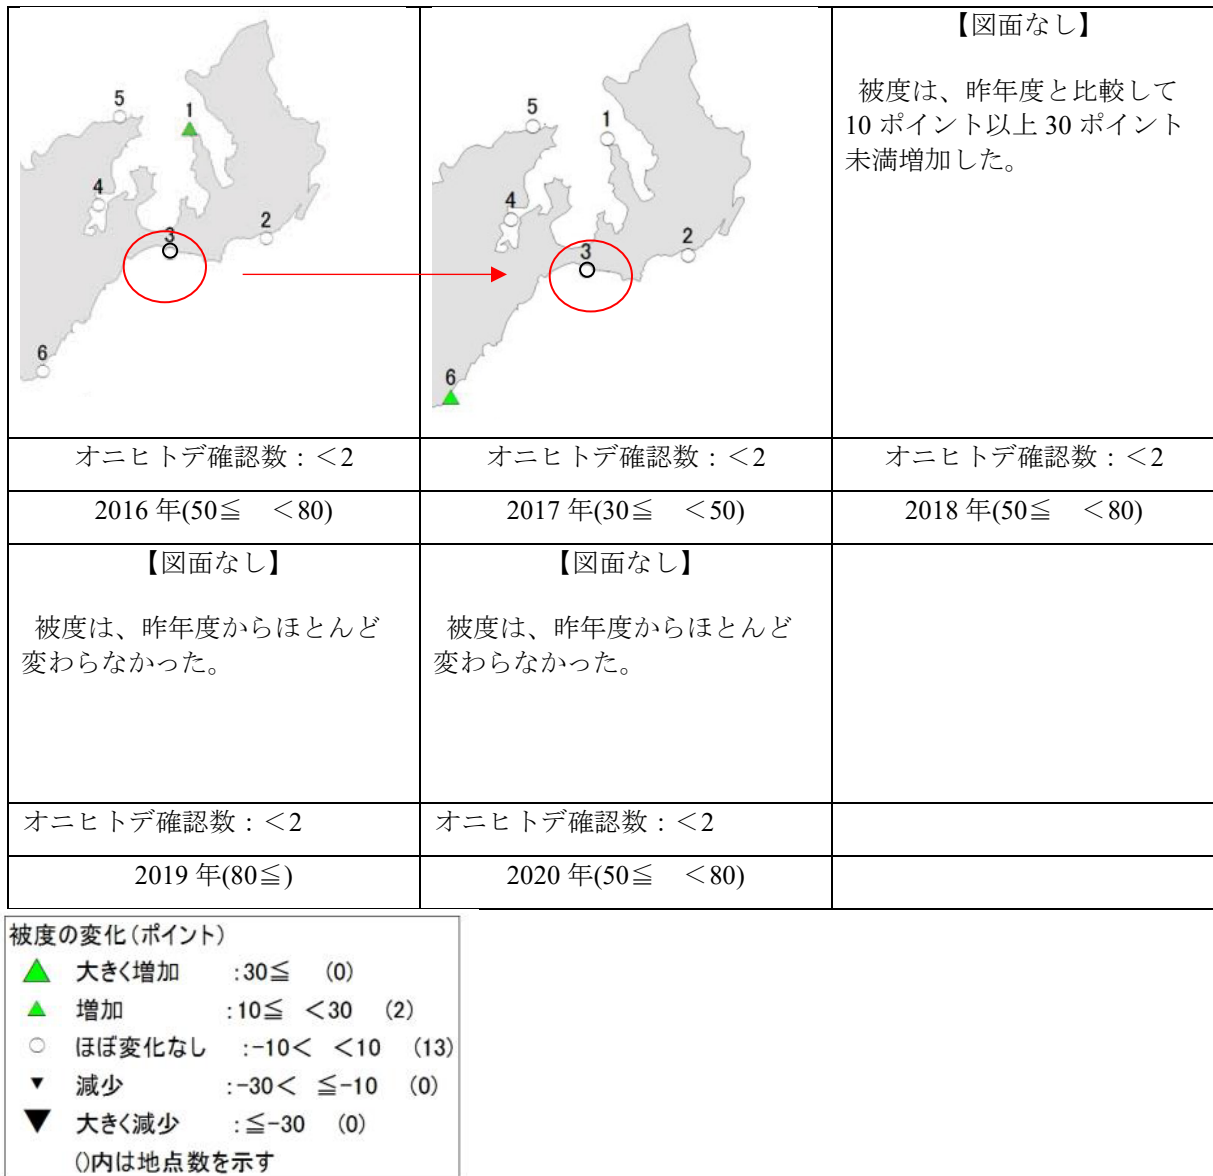 5
1
4
3
2
6
5
1
4
3
2
6
【図面なし】
被度は、昨年度と比較して
10 ポイント以上 30 ポイント
未満増加した。
オニヒトデ確認数：＜2
オニヒトデ確認数：＜2
オニヒトデ確認数：＜2
2016 年(50≦　＜80)
2017 年(30≦　＜50)
2018 年(50≦　＜80)
【図面なし】
被度は、昨年度からほとんど
変わらなかった。
【図面なし】
被度は、昨年度からほとんど
変わらなかった。
オニヒトデ確認数：＜2
オニヒトデ確認数：＜2
2019 年(80≦)
2020 年(50≦　＜80)
被度の変化(ポイント)
大きく増加　:30≦　(0)
増加　:10≦　＜30　(2)
ほぼ変化なし　:-10＜　＜10　(13)
減少　:-30＜　≦-10　(0)
大きく減少　:≦-30　(0)
()内は地点数を示す